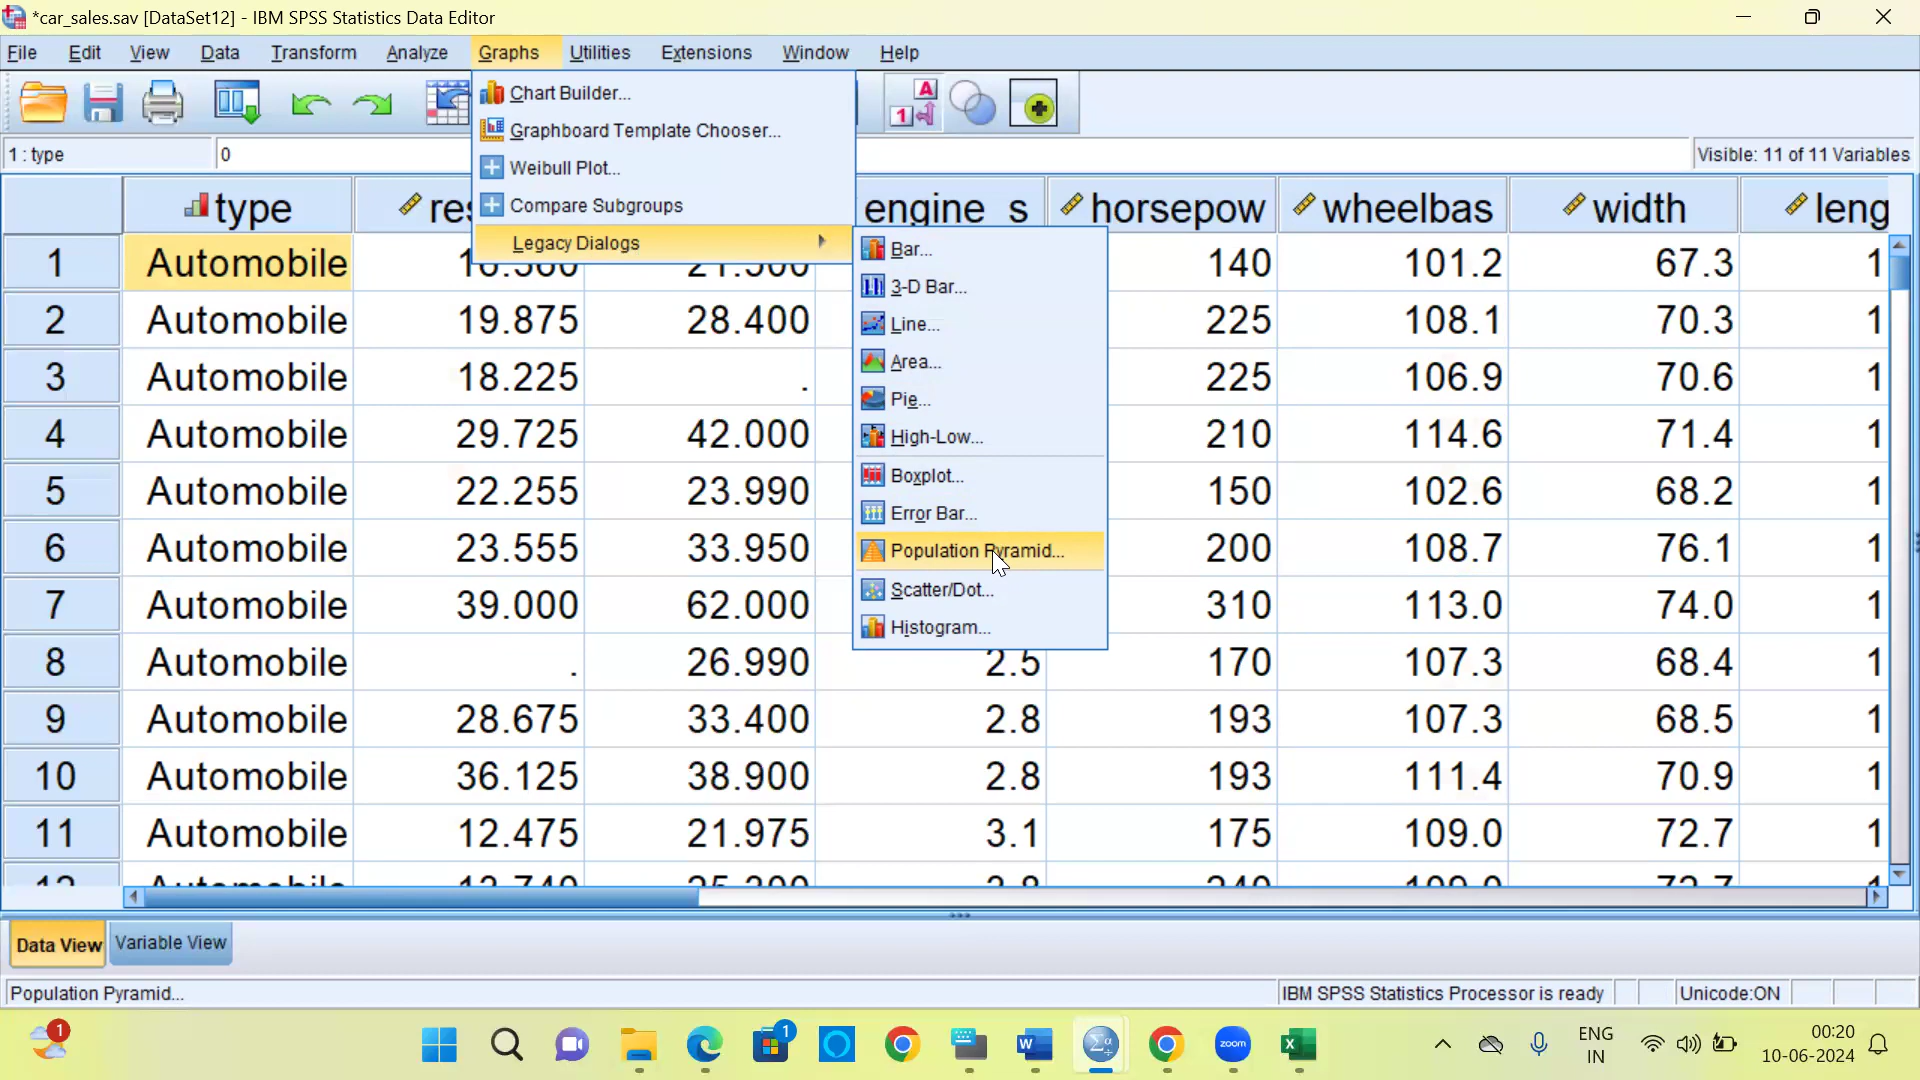 *car_sales.sav [DataSet12] - IBM SPSS Statistics Data Editor
File Edit View Data Transform Analyze Graphs Utilities Extensions Window Help
Chart Builder...
Graphboard Template Chooser...
Weibull Plot...
Compare Subgroups
Legacy Dialogs
Bar...
3-D Bar...
Line...
Area...
Pie...
High-Low...
Boxplot...
Error Bar...
Population Pyramid...
Scatter/Dot...
Histogram...
1 : type 0 Visible: 11 of 11 Variables
type res engine_s horsepow wheelbas width leng
1 Automobile 16.360 21.500 140 101.2 67.3 1
2 Automobile 19.875 28.400 225 108.1 70.3 1
3 Automobile 18.225 . 225 106.9 70.6 1
4 Automobile 29.725 42.000 210 114.6 71.4 1
5 Automobile 22.255 23.990 150 102.6 68.2 1
6 Automobile 23.555 33.950 200 108.7 76.1 1
7 Automobile 39.000 62.000 310 113.0 74.0 1
8 Automobile . 26.990 2.5 170 107.3 68.4 1
9 Automobile 28.675 33.400 2.8 193 107.3 68.5 1
10 Automobile 36.125 38.900 2.8 193 111.4 70.9 1
11 Automobile 12.475 21.975 3.1 175 109.0 72.7 1
12 Automobile
Data View Variable View
Population Pyramid... IBM SPSS Statistics Processor is ready Unicode:ON
1 1 zoom ENG IN 00:20 10-06-2024